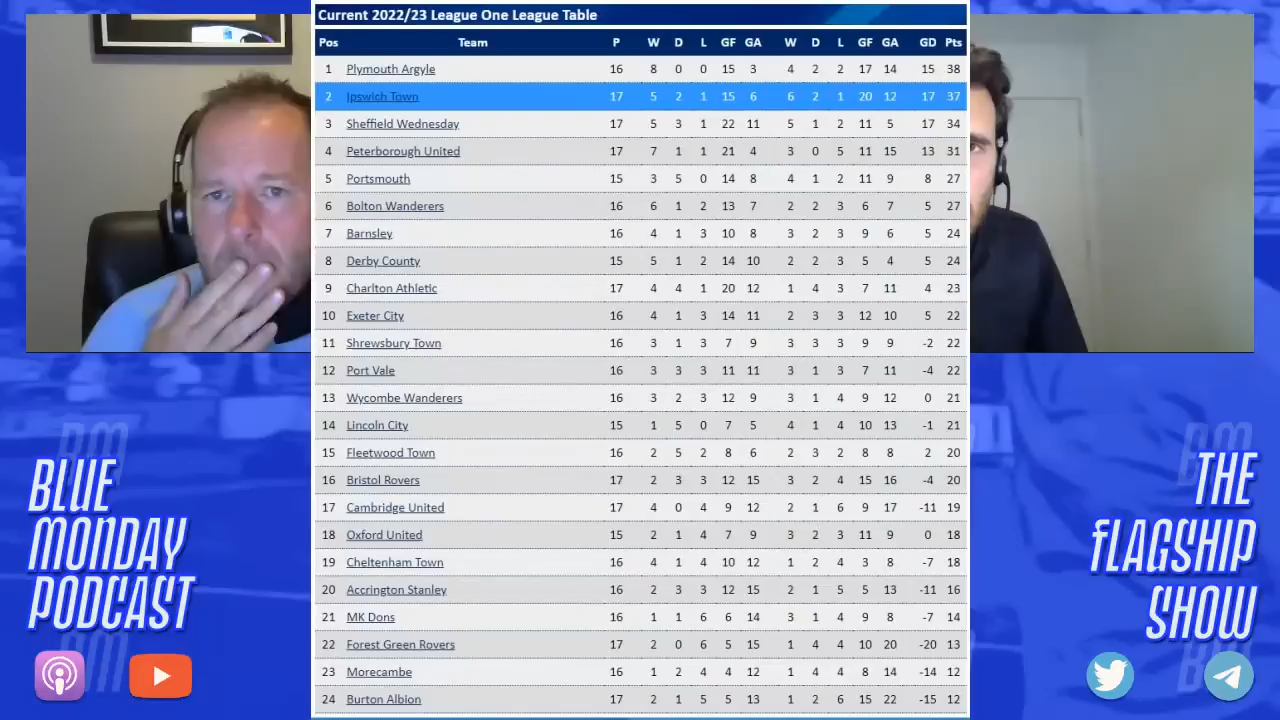 Current 2022/23 League One League Table
Pos Team P W D L GF GA W D L GF GA GD Pts
1 Plymouth Argyle 16 8 0 0 15 3 4 2 2 17 14 15 38
2 Ipswich Town 17 5 2 1 15 6 6 2 1 20 12 17 37
3 Sheffield Wednesday 17 5 3 1 22 11 5 1 2 11 5 17 34
4 Peterborough United 17 7 1 1 21 4 3 0 5 11 15 13 31
5 Portsmouth 15 3 5 0 14 8 4 1 2 11 9 8 27
6 Bolton Wanderers 16 6 1 2 13 7 2 2 3 6 7 5 27
7 Barnsley 16 4 1 3 10 8 3 2 3 9 6 5 24
8 Derby County 15 5 1 2 14 10 2 2 3 5 4 5 24
9 Charlton Athletic 17 4 4 1 20 12 1 4 3 7 11 4 23
10 Exeter City 16 4 1 3 14 11 2 3 3 12 10 5 22
11 Shrewsbury Town 16 3 1 3 7 9 3 3 3 9 9 -2 22
12 Port Vale 16 3 3 3 11 11 3 1 3 7 11 -4 22
13 Wycombe Wanderers 16 3 2 3 12 9 3 1 4 9 12 0 21
14 Lincoln City 15 1 5 0 7 5 4 1 4 10 13 -1 21
15 Fleetwood Town 16 2 5 2 8 6 2 3 2 8 8 2 20
16 Bristol Rovers 17 2 3 3 12 15 3 2 4 15 16 -4 20
17 Cambridge United 17 4 0 4 9 12 2 1 6 9 17 -11 19
18 Oxford United 15 2 1 4 7 9 3 2 3 11 9 0 18
19 Cheltenham Town 16 4 1 4 10 12 1 2 4 3 8 -7 18
20 Accrington Stanley 16 2 3 3 12 15 2 1 5 5 13 -11 16
21 MK Dons 16 1 1 6 6 14 3 1 4 9 8 -7 14
22 Forest Green Rovers 17 2 0 6 5 15 1 4 4 10 20 -20 13
23 Morecambe 16 1 2 4 4 12 1 4 4 8 14 -14 12
24 Burton Albion 17 2 1 5 5 13 1 2 6 15 22 -15 12
BM
BLUE
MONDAY
PODCAST
BM
BM
THE
FLAGSHIP
SHOW
BM